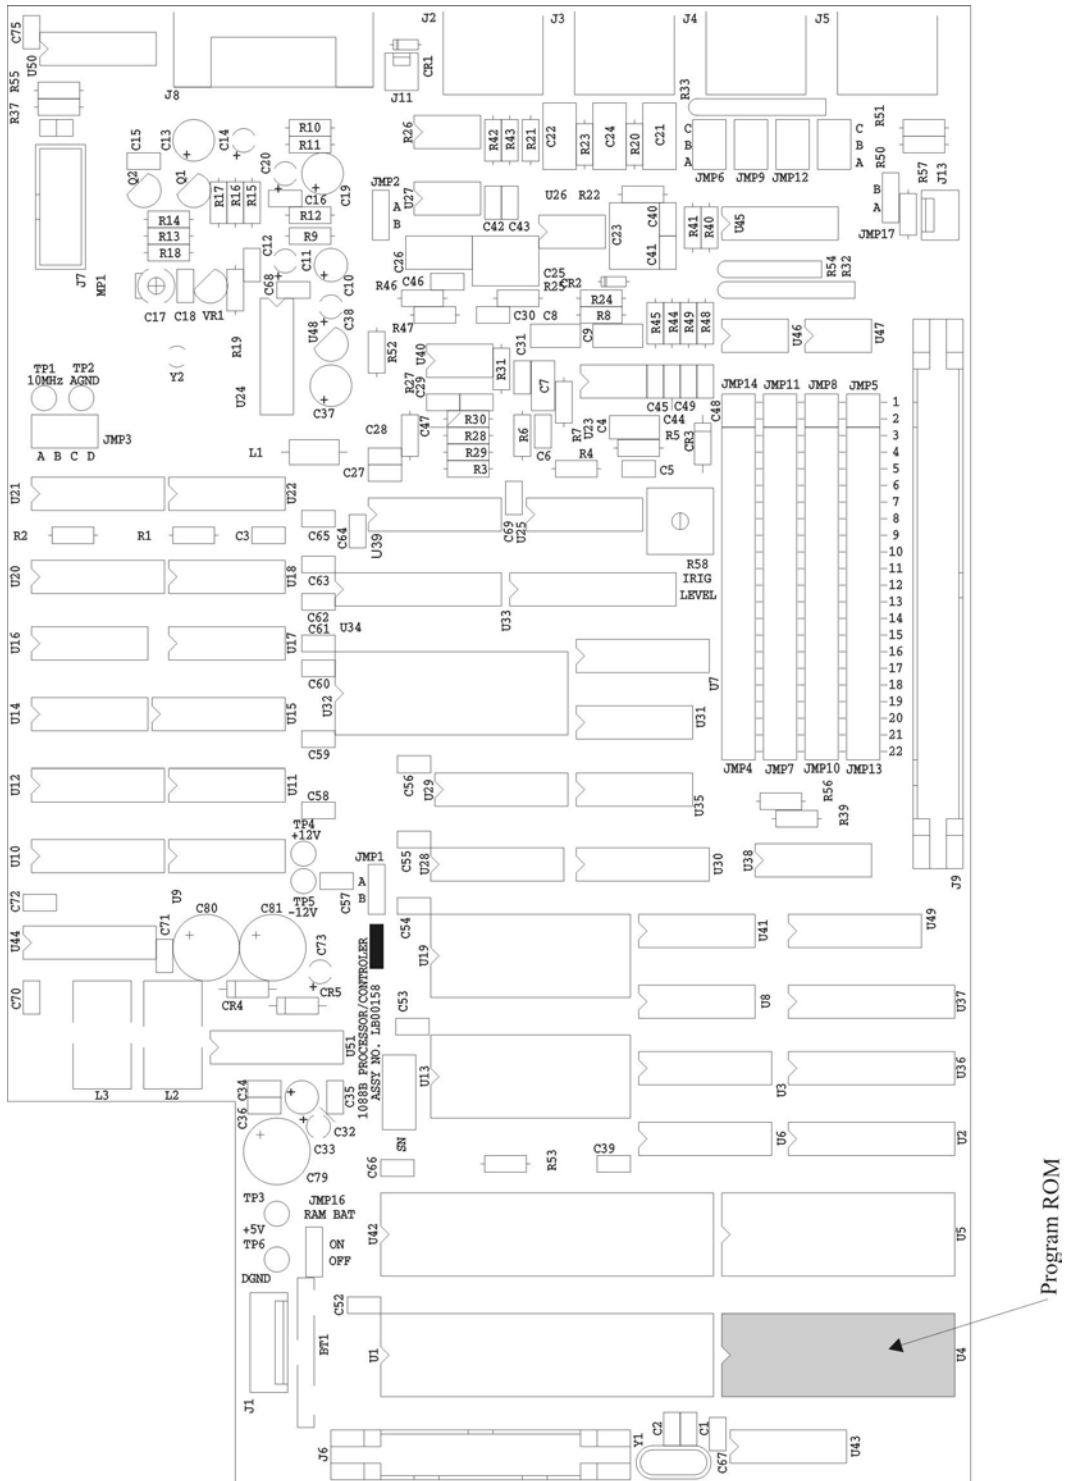 J2
J3
J4
J5
C75
U50
R55
R37
J8
CR1
J11
R33
R51
C15
C13
C14
R10
R11
R26
R42
R43
R21
C22
R23
C24
R20
C21
C
B
A
C
B
A
R50
JMP6
JMP9
JMP12
R57
J13
Q2
Q1
C20
C19
R17
R16
R15
C16
JMP2
A
B
U27
U26
R22
B
A
R14
R13
R18
R12
R9
C42
C43
C23
C40
C41
R41
R40
U45
JMP17
J7
MP1
C12
C11
C10
C68
C26
C46
R46
C25
R25
CR2
R54
R32
C17
C18
VR1
R19
U48
C38
R47
C30
C8
R24
R8
C9
R45
R44
R49
R48
U46
U47
R52
U40
R31
C31
Y2
U24
C37
R27
C29
C7
R7
U23
C4
C45
C49
C44
C48
JMP14
JMP11
JMP8
JMP5
TP1
10MHz
TP2
AGND
JMP3
A B C D
L1
C28
C27
C47
R30
R28
R29
R3
R6
C6
R4
R5
C5
CR3
1
2
3
4
5
6
7
8
9
10
11
12
13
14
15
16
17
18
19
20
21
22
U21
U22
C65
C64
U39
C69
U25
R58
IRIG
LEVEL
R2
R1
C3
U20
U18
C63
C62
C61
U34
U33
U16
U17
C60
U32
U7
U14
U15
C59
U31
JMP4
JMP7
JMP10
JMP13
U12
U11
C58
C56
U29
U35
R56
R39
TP4
+12V
JMP1
A
B
U10
U9
TP5
-12V
C57
C55
U28
U30
U38
J9
C72
C80
C81
C73
C54
U44
C71
U19
U41
U49
C70
CR4
CR5
1088B PROCESSOR/CONTROLER
ASSY NO. LB00158
C53
U8
U37
U51
L3
L2
C34
C36
C35
C32
C33
U13
U3
U36
SN
U6
U2
C79
C66
R53
C39
TP3
+5V
TP6
DGND
JMP16
RAM BAT
ON
OFF
U42
U5
Program ROM
C52
J1
BT1
U1
U4
J6
Y1
C2
C1
C67
U43